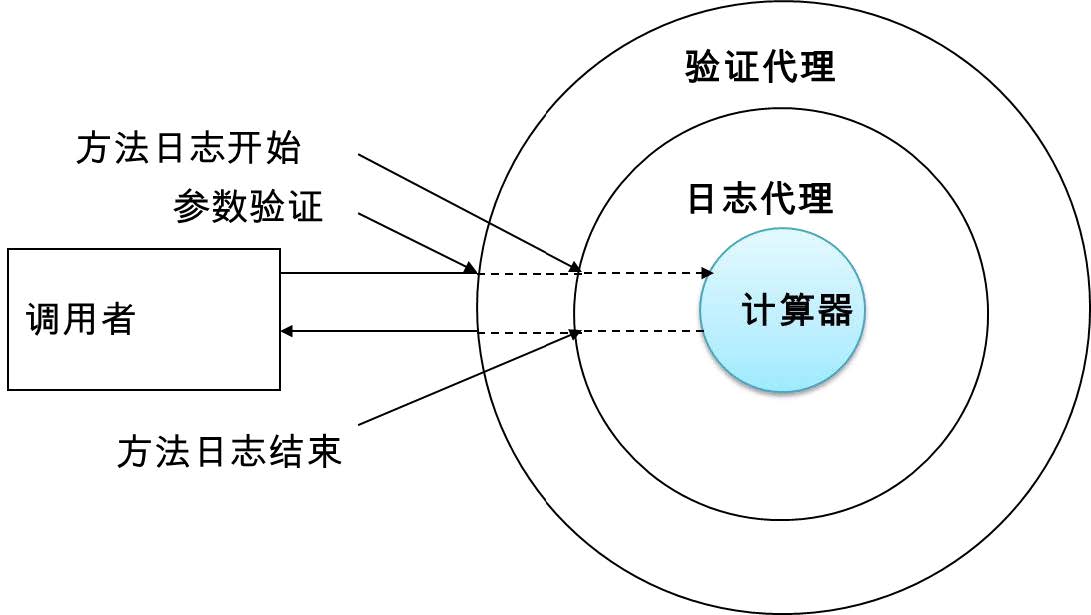 验证代理
方法日志开始
日志代理
参数验证
调用者
计算器
方法日志结束